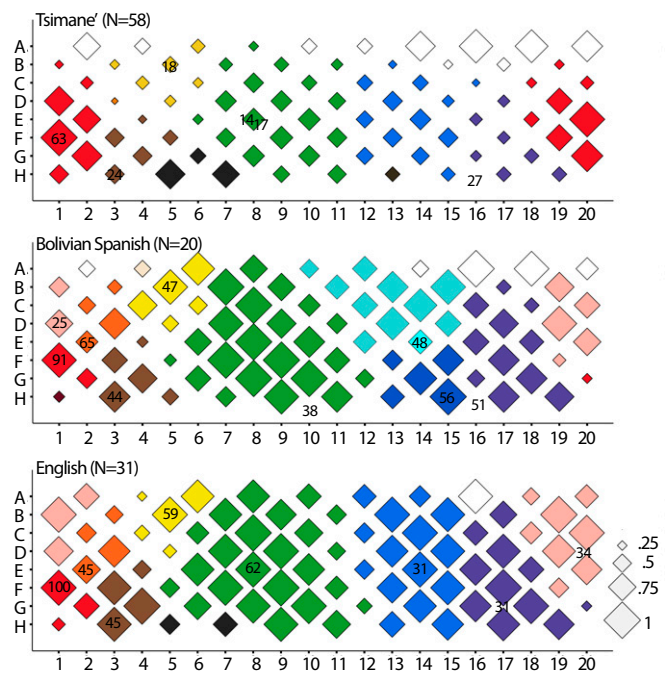 Tsimane’ (N=58)
A
B 18
C
D
E 14 17
F 63
G
H 24 27
1 2 3 4 5 6 7 8 9 10 11 12 13 14 15 16 17 18 19 20
Bolivian Spanish (N=20)
A
B 47
C
D 25
E 65 48
F 91
G
H 44 38 56 51
1 2 3 4 5 6 7 8 9 10 11 12 13 14 15 16 17 18 19 20
English (N=31)
A
B 59
C
D 34 .25
E 45 62 31 .5
F 100 .75
G 31
H 45 1
1 2 3 4 5 6 7 8 9 10 11 12 13 14 15 16 17 18 19 20